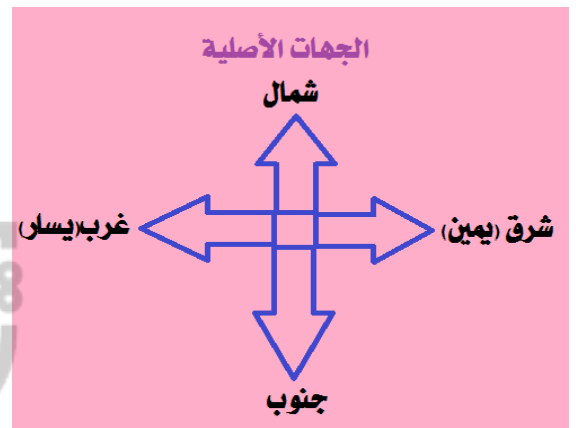 الجهات الأصلية
شمال
شرق (يمين)
غرب(يسار)
جنوب